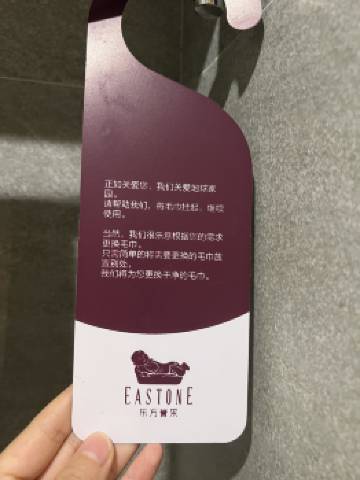 正如关爱您，我们关爱地球家
园。
请帮助我们，将毛巾挂起，继续
使用。
当然，我们很乐意根据您的需求
更换毛巾。
只需简单的将需要更换的毛巾放
置别处。
我们将为您更换干净的毛巾。
EASTONE
东方普乐